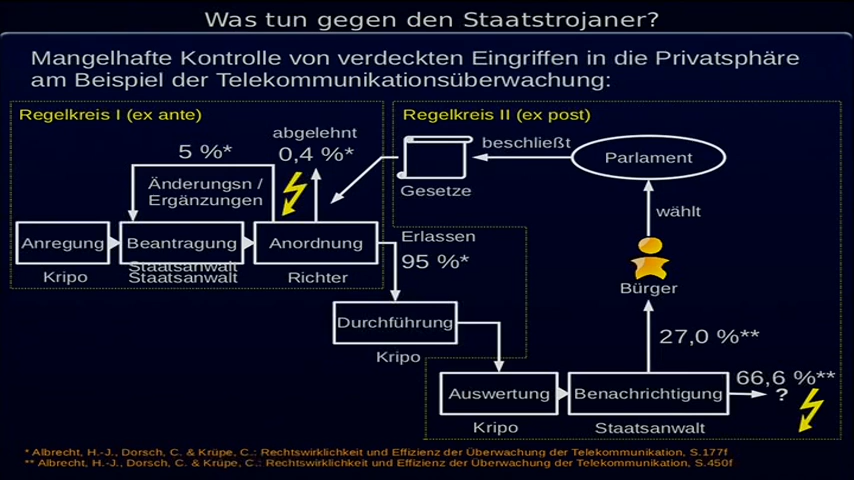 Was tun gegen den Staatstrojaner?
Mangelhafte Kontrolle von verdeckten Eingriffen in die Privatsphäre
am Beispiel der Telekommunikationsüberwachung:
Regelkreis I (ex ante)
Regelkreis II (ex post)
abgelehnt
0,4 %*
5 %*
Änderungsn /
Ergänzungen
beschließt
Parlament
Gesetze
wählt
Anregung
Beantragung
Anordnung
Kripo
Staatsanwalt
Staatsanwalt
Richter
Erlassen
95 %*
Bürger
Durchführung
Kripo
27,0 %**
66,6 %**
Auswertung
Benachrichtigung
?
Kripo
Staatsanwalt
* Albrecht, H.-J., Dorsch, C. & Krüpe, C.: Rechtswirklichkeit und Effizienz der Überwachung der Telekommunikation, S.177f
** Albrecht, H.-J., Dorsch, C. & Krüpe, C.: Rechtswirklichkeit und Effizienz der Überwachung der Telekommunikation, S.450f